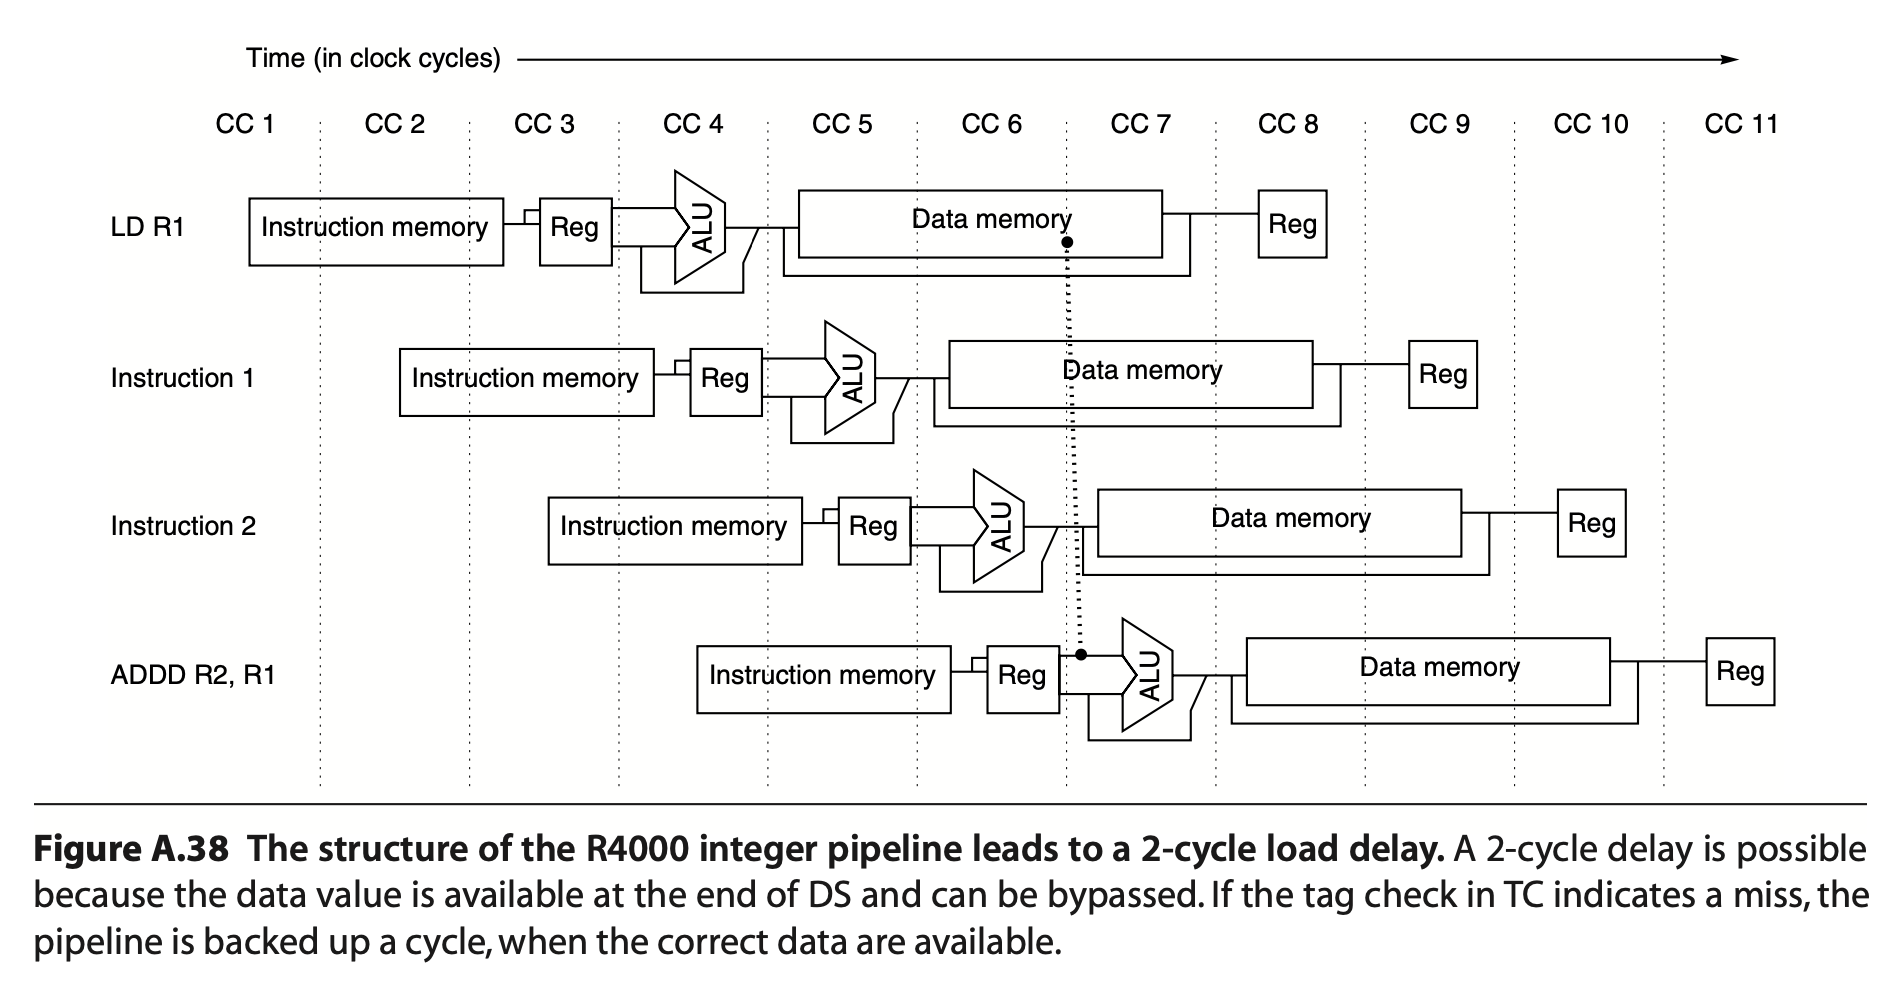 Time (in clock cycles)
CC 1 CC 2 CC 3 CC 4 CC 5 CC 6 CC 7 CC 8 CC 9 CC 10 CC 11
LD R1 Instruction memory Reg ALU Data memory Reg
Instruction 1 Instruction memory Reg ALU Data memory Reg
Instruction 2 Instruction memory Reg ALU Data memory Reg
ADDD R2, R1 Instruction memory Reg ALU Data memory Reg
Figure A.38 The structure of the R4000 integer pipeline leads to a 2-cycle load delay. A 2-cycle delay is possible
because the data value is available at the end of DS and can be bypassed. If the tag check in TC indicates a miss, the
pipeline is backed up a cycle, when the correct data are available.